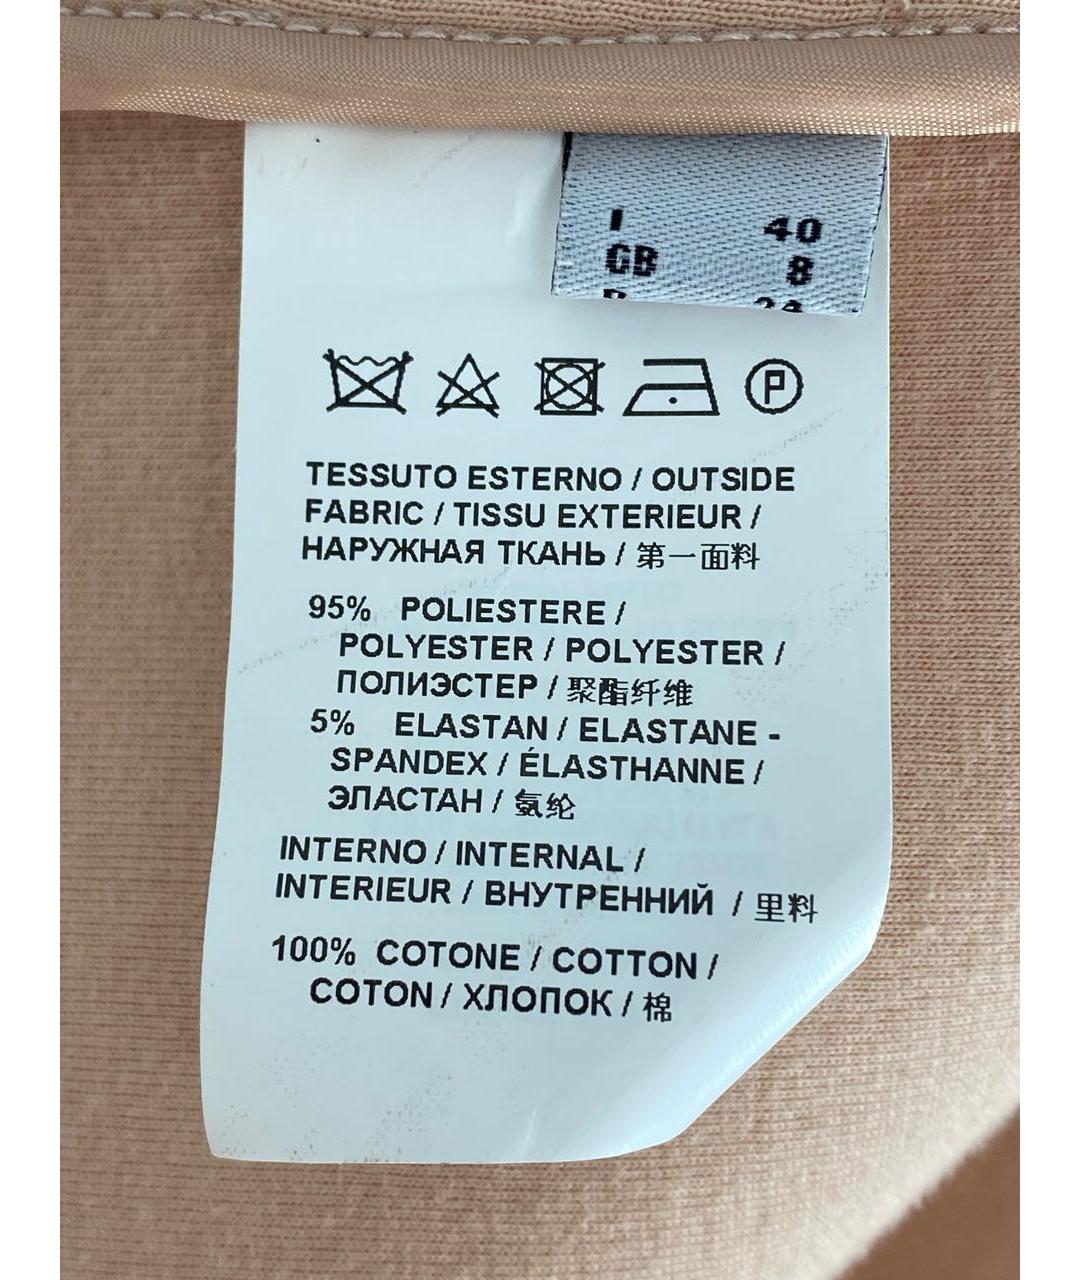 I 40
GB 8
P
TESSUTO ESTERNO / OUTSIDE
FABRIC / TISSU EXTERIEUR /
НАРУЖНАЯ ТКАНЬ / 第一面料
95% POLIESTERE /
POLYESTER / POLYESTER /
ПОЛИЭСТЕР / 聚酯纤维
5% ELASTAN / ELASTANE -
SPANDEX / ÉLASTHANNE /
ЭЛАСТАН / 氨纶
INTERNO / INTERNAL /
INTERIEUR / ВНУТРЕННИЙ / 里料
100% COTONE / COTTON /
COTON / ХЛОПОК / 棉